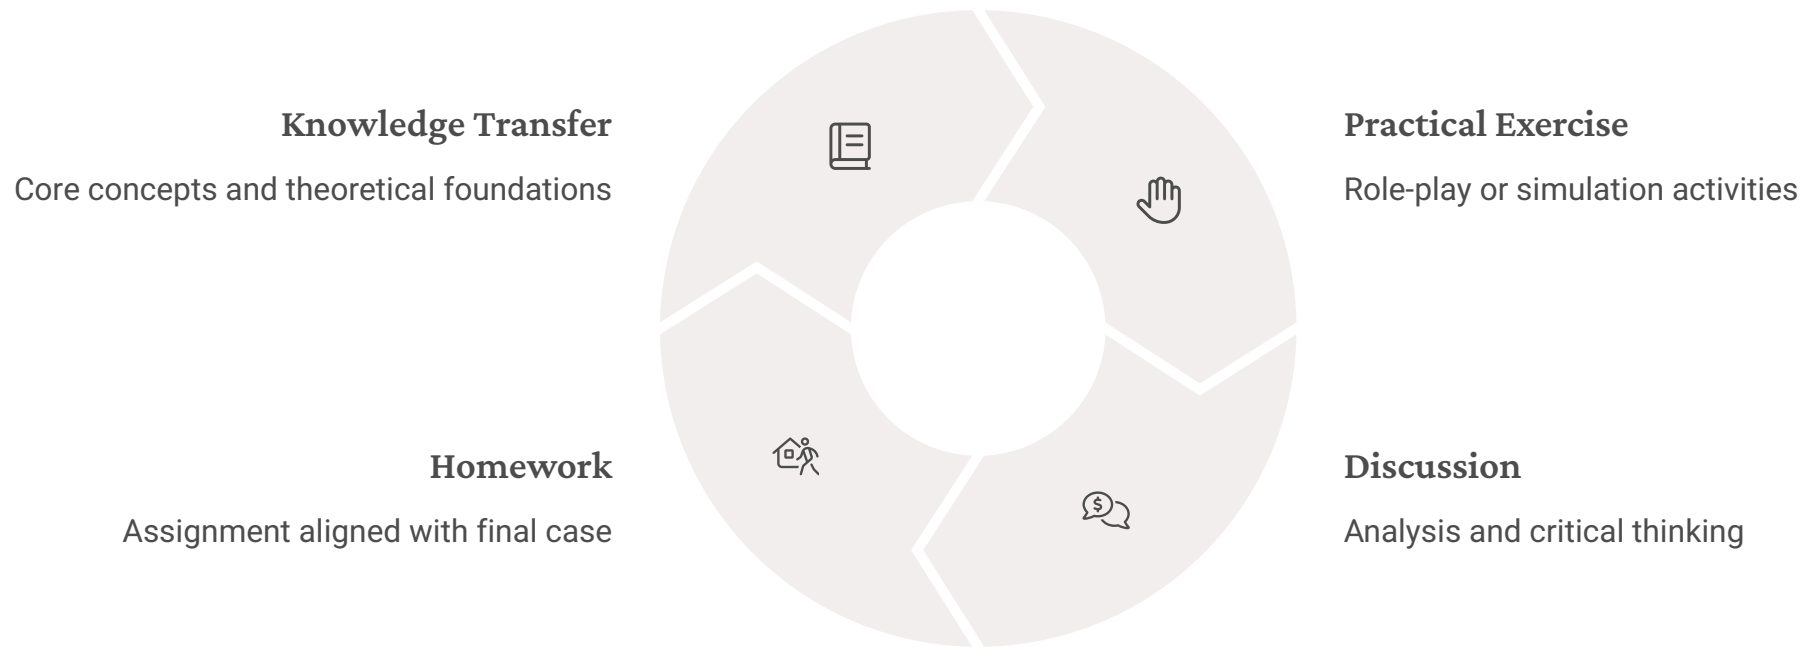 Knowledge Transfer
Core concepts and theoretical foundations
Practical Exercise
Role-play or simulation activities
Homework
Assignment aligned with final case
$
Discussion
Analysis and critical thinking